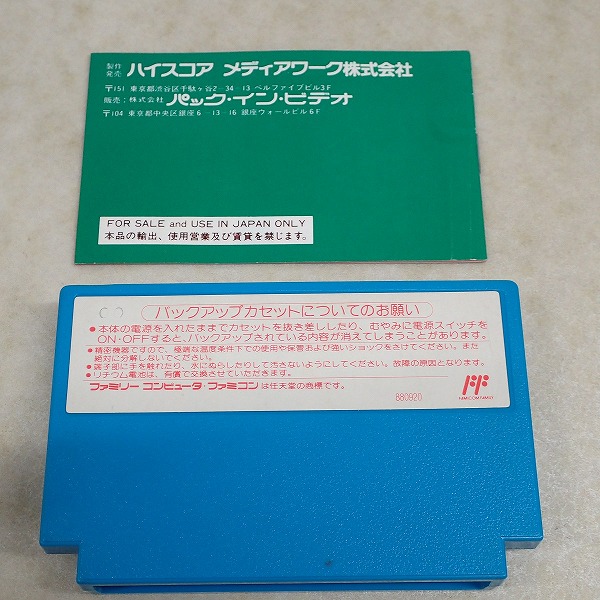 製作
発売 ハイスコア メディアワーク株式会社
〒151 東京都渋谷区千駄ヶ谷2-34-13 ベルファイブビル3F
販売:株式会社 パック・イン・ビデオ
〒104 東京都中央区銀座6-13-16 銀座ウォールビル6F
FOR SALE and USE IN JAPAN ONLY
本品の輸出、使用営業及び賃貸を禁じます。
バックアップカセットについてのお願い
●本体の電源を入れたままでカセットを抜き差ししたり、むやみに電源スイッチを
ON・OFFすると、バックアップされている内容が消えてしまうことがあります。
●精密機器ですので、極端な温度条件下での使用や保管および強いショックをさけてください。また
絶対に分解しないでください。
●端子部に手を触れたり、水にぬらしたりして汚さないようにしてください。故障の原因となります。
●リチウム電池は、有償で交換させていただきます。
ファミリーコンピュータ・ファミコンは任天堂の商標です。
880920
FF
FAMICOM FAMILY